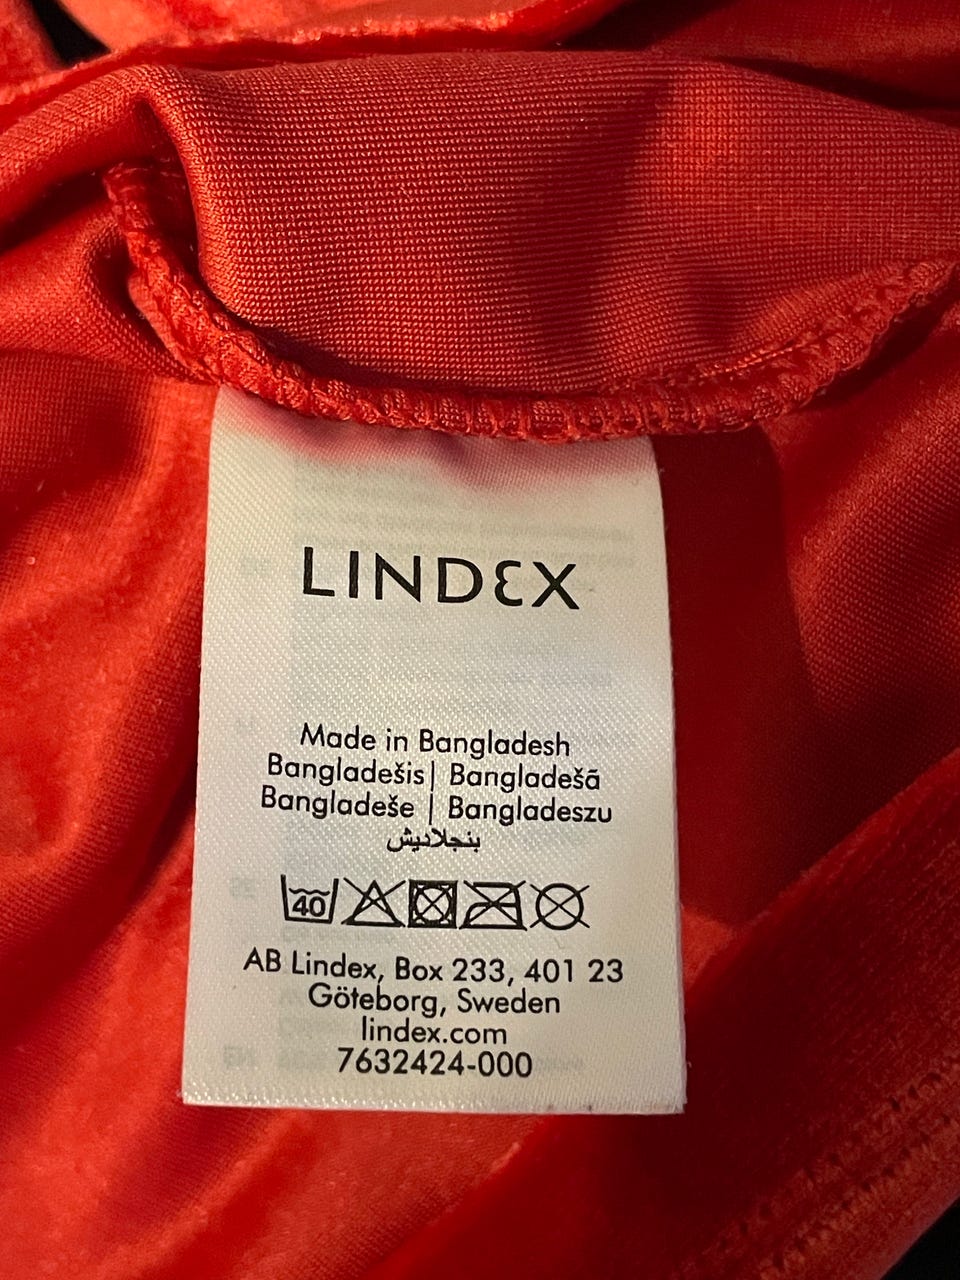 LINDEX
Made in Bangladesh
Bangladešis| Bangladešā
Bangladeše | Bangladeszu
بنجلاديش
40
AB Lindex, Box 233, 401 23
Göteborg, Sweden
lindex.com
7632424-000